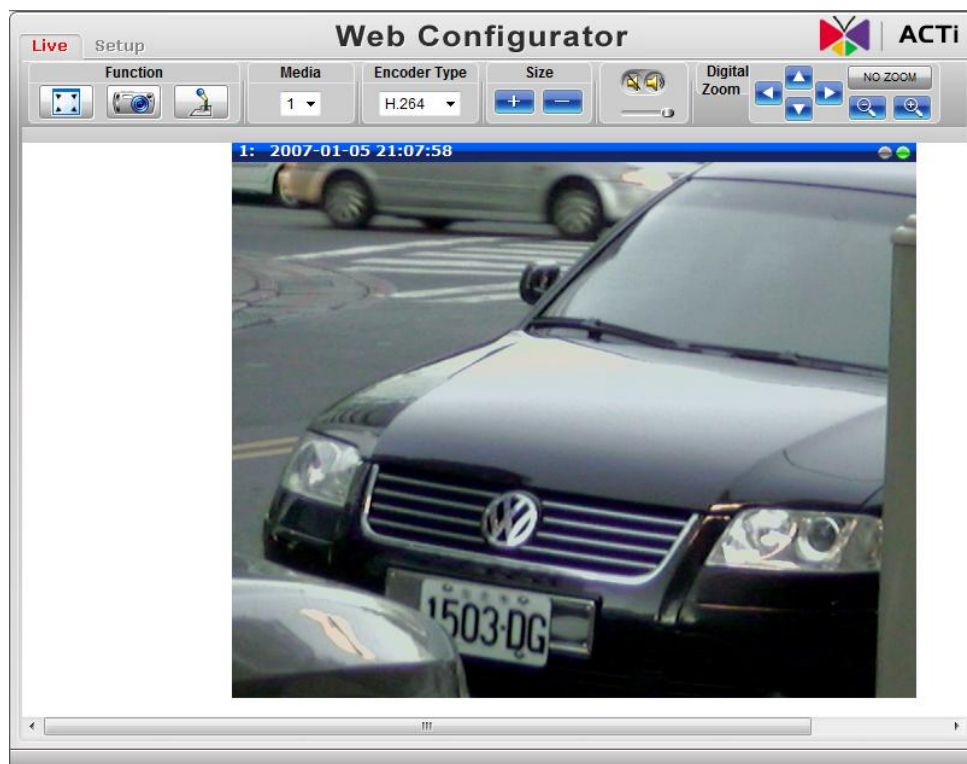 Web Configurator
ACTi
Live Setup
Function Media Encoder Type Size Digital Zoom
1 H.264 NO ZOOM
1: 2007-01-05 21:07:58
1503-DG